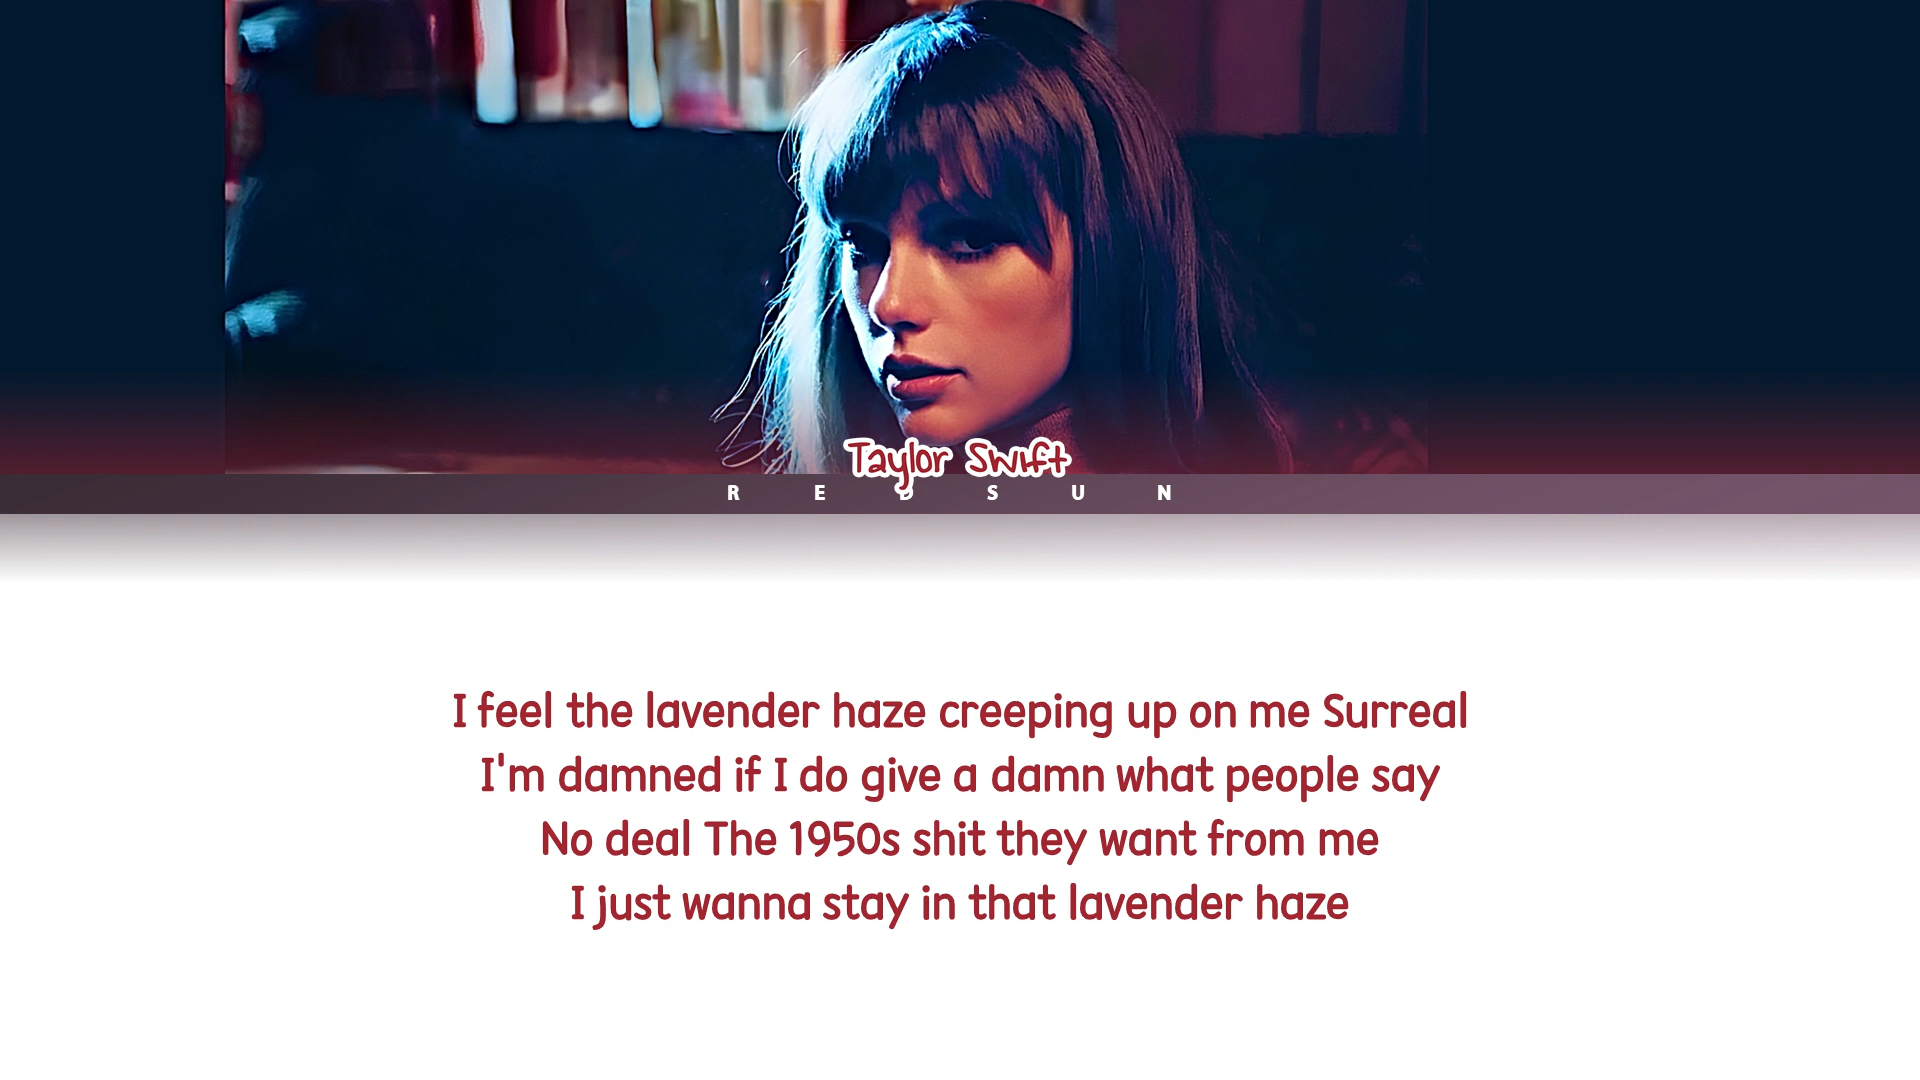 Taylor Swift
R E D S U N
I feel the lavender haze creeping up on me Surreal
I'm damned if I do give a damn what people say
No deal The 1950s shit they want from me
I just wanna stay in that lavender haze